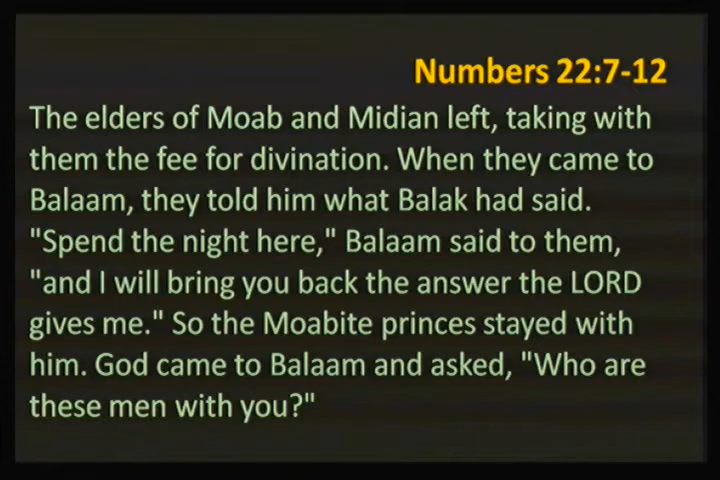 Numbers 22:7-12
The elders of Moab and Midian left, taking with
them the fee for divination. When they came to
Balaam, they told him what Balak had said.
"Spend the night here," Balaam said to them,
"and I will bring you back the answer the LORD
gives me." So the Moabite princes stayed with
him. God came to Balaam and asked, "Who are
these men with you?"